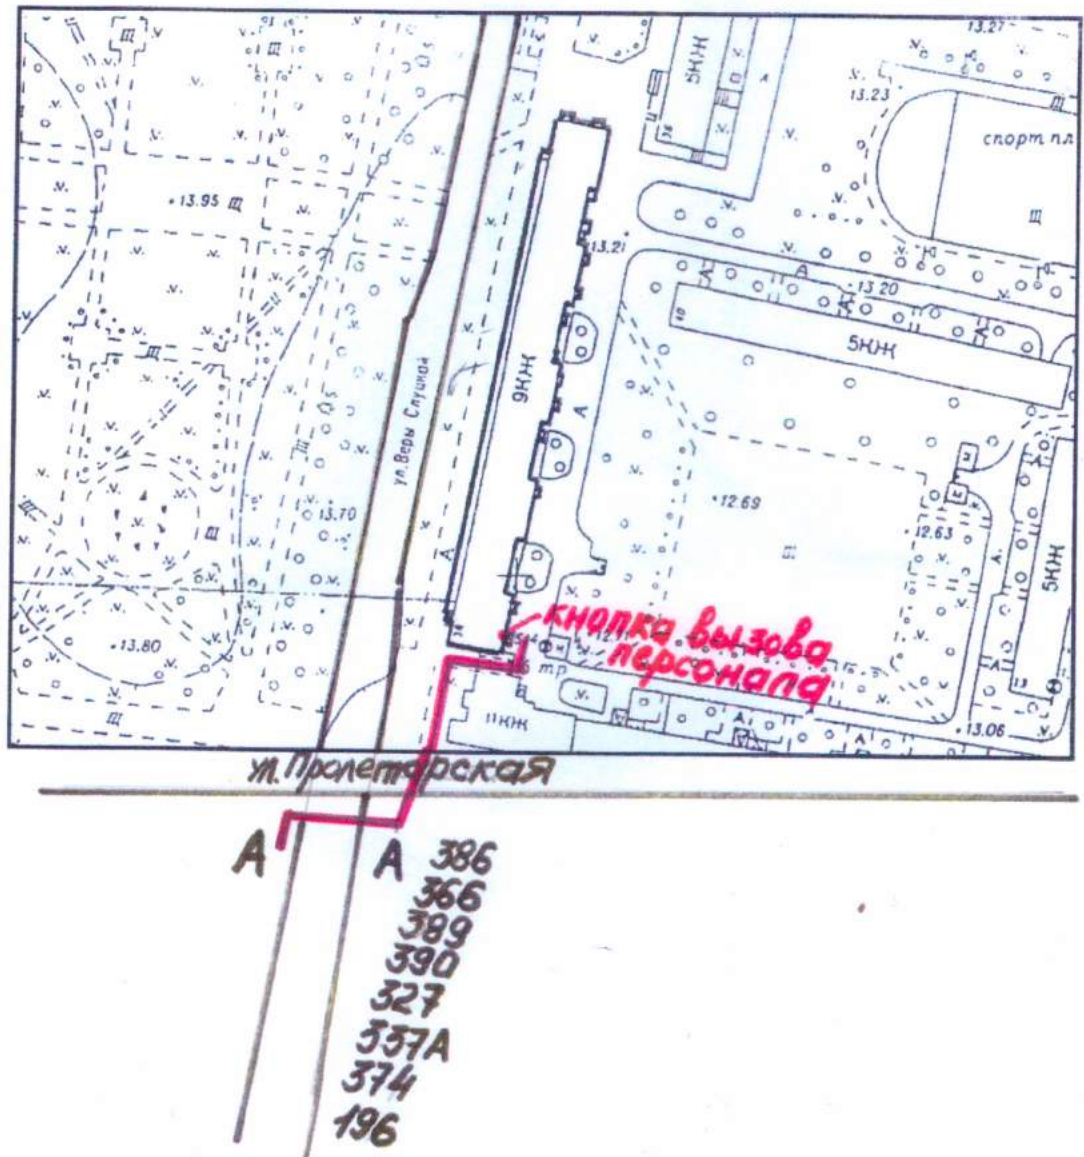 13.27
5КЖ
А
13.23
спорт пл
Щ
13.95
Щ
13.21
А
А
13.20
А
А
5КЖ
9КЖ
А
ул.Веры Слуцкой
Щ
13.70
12.69
Щ
12.63
А
5КЖ
А
13.80
кнопка вызова
персонала
тр
11КЖ
А
А
13.06
Щ
ул. Пролетарская
А
А
386
366
389
390
327
337А
374
196